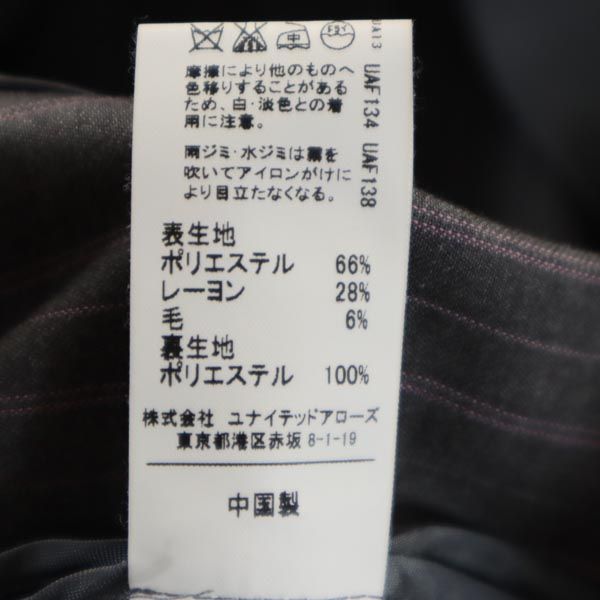 摩擦により他のものへ
色移りすることがある
ため、白・淡色との着
用に注意。
雨ジミ・水ジミは霧を
吹いてアイロンがけに
より目立たなくなる。
表生地
ポリエステル 66%
レーヨン 28%
毛 6%
裏生地
ポリエステル 100%
株式会社 ユナイテッドアローズ
東京都港区赤坂 8-1-19
中国製
UA13 UAF134 UAF138